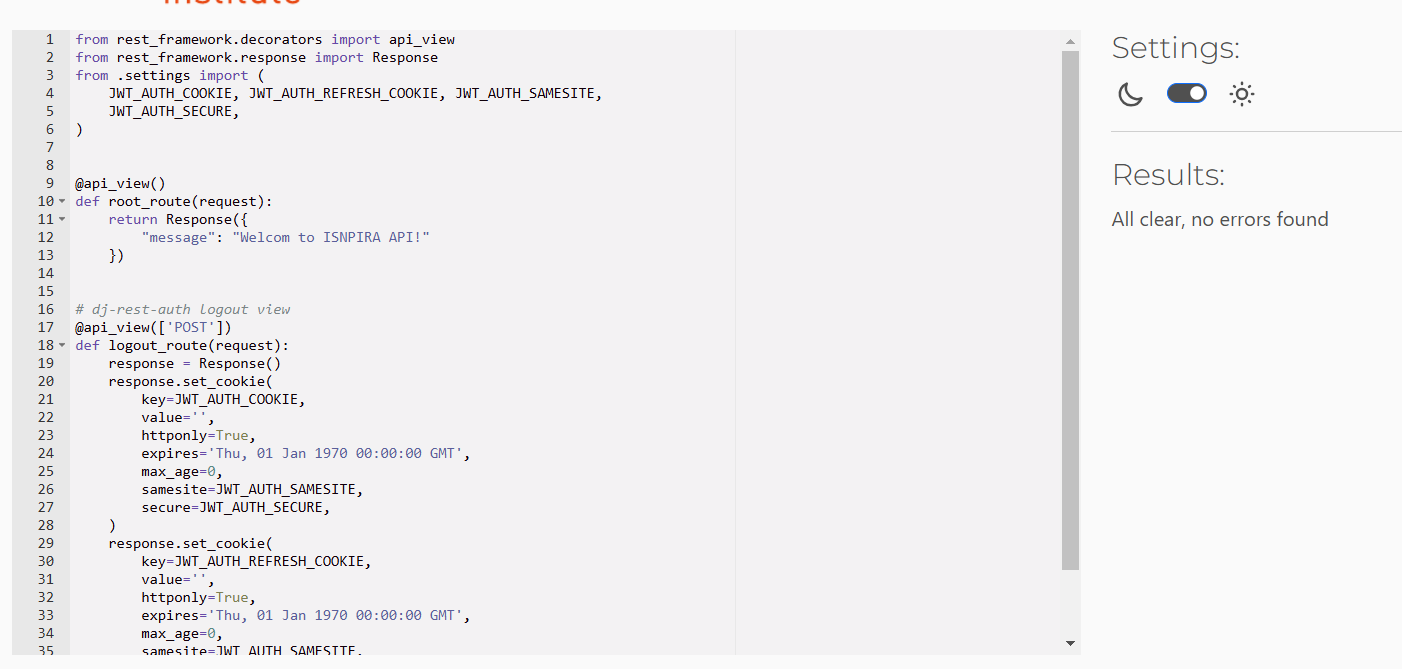 1 from rest_framework.decorators import api_view
2 from rest_framework.response import Response
3 from .settings import (
4     JWT_AUTH_COOKIE, JWT_AUTH_REFRESH_COOKIE, JWT_AUTH_SAMESITE,
5     JWT_AUTH_SECURE,
6 )
7
8
9 @api_view()
10 def root_route(request):
11     return Response({
12         "message": "Welcom to ISNPIRA API!"
13     })
14
15
16 # dj-rest-auth logout view
17 @api_view(['POST'])
18 def logout_route(request):
19     response = Response()
20     response.set_cookie(
21         key=JWT_AUTH_COOKIE,
22         value='',
23         httponly=True,
24         expires='Thu, 01 Jan 1970 00:00:00 GMT',
25         max_age=0,
26         samesite=JWT_AUTH_SAMESITE,
27         secure=JWT_AUTH_SECURE,
28     )
29     response.set_cookie(
30         key=JWT_AUTH_REFRESH_COOKIE,
31         value='',
32         httponly=True,
33         expires='Thu, 01 Jan 1970 00:00:00 GMT',
34         max_age=0,
35         samesite=JWT_AUTH_SAMESITE,
Settings:
Results:
All clear, no errors found